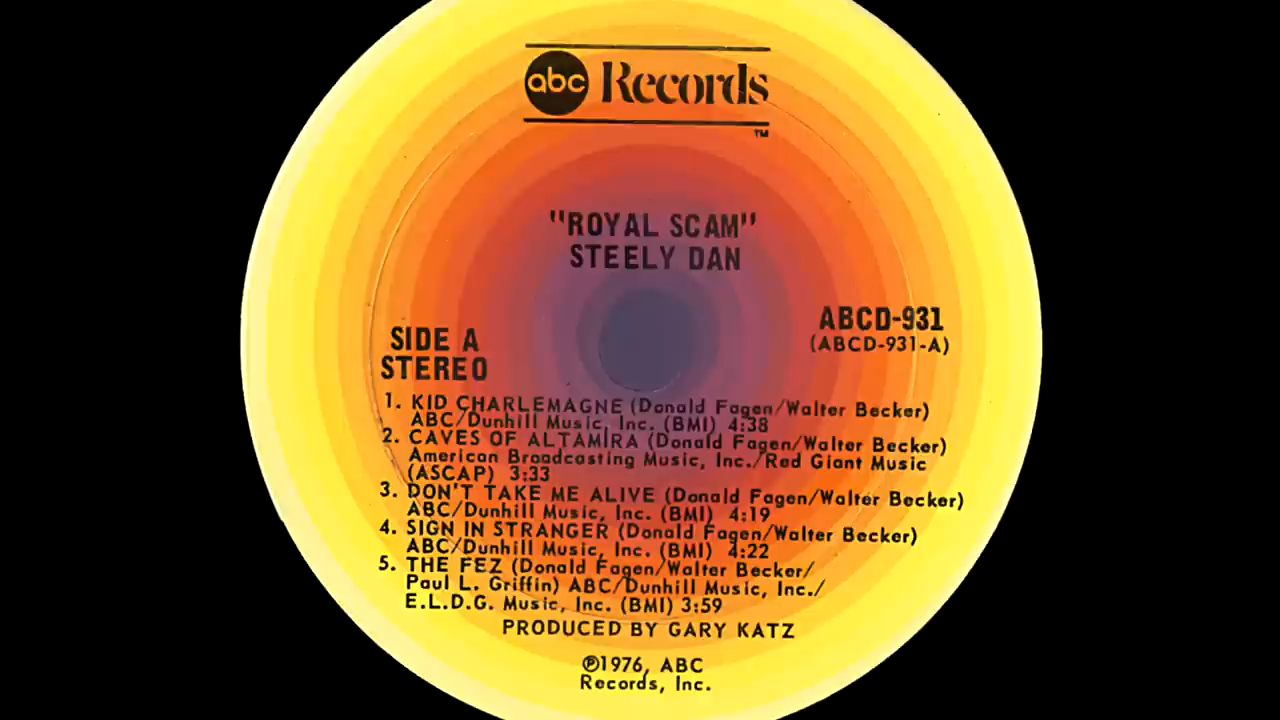 abc Records
TM
"ROYAL SCAM"
STEELY DAN
SIDE A
STEREO
ABCD-931
(ABCD-931-A)
1. KID CHARLEMAGNE (Donald Fagen/Walter Becker)
ABC/Dunhill Music, Inc. (BMI) 4:38
2. CAVES OF ALTAMIRA (Donald Fagen/Walter Becker)
American Broadcasting Music, Inc./Red Giant Music
(ASCAP) 3:33
3. DON'T TAKE ME ALIVE (Donald Fagen/Walter Becker)
ABC/Dunhill Music, Inc. (BMI) 4:19
4. SIGN IN STRANGER (Donald Fagen/Walter Becker)
ABC/Dunhill Music, Inc. (BMI) 4:22
5. THE FEZ (Donald Fagen/Walter Becker/
Paul L. Griffin) ABC/Dunhill Music, Inc./
E.L.D.G. Music, Inc. (BMI) 3:59
PRODUCED BY GARY KATZ
℗1976, ABC
Records, Inc.